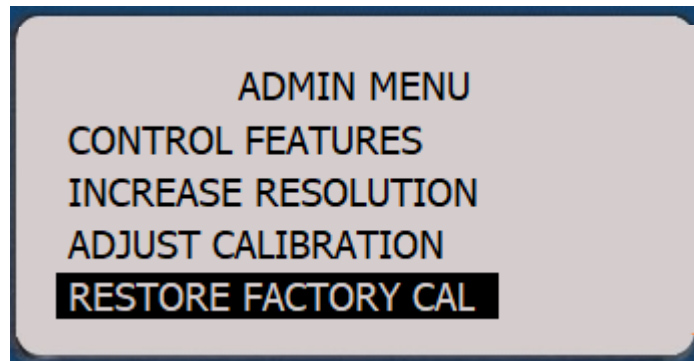 ADMIN MENU
CONTROL FEATURES
INCREASE RESOLUTION
ADJUST CALIBRATION
RESTORE FACTORY CAL